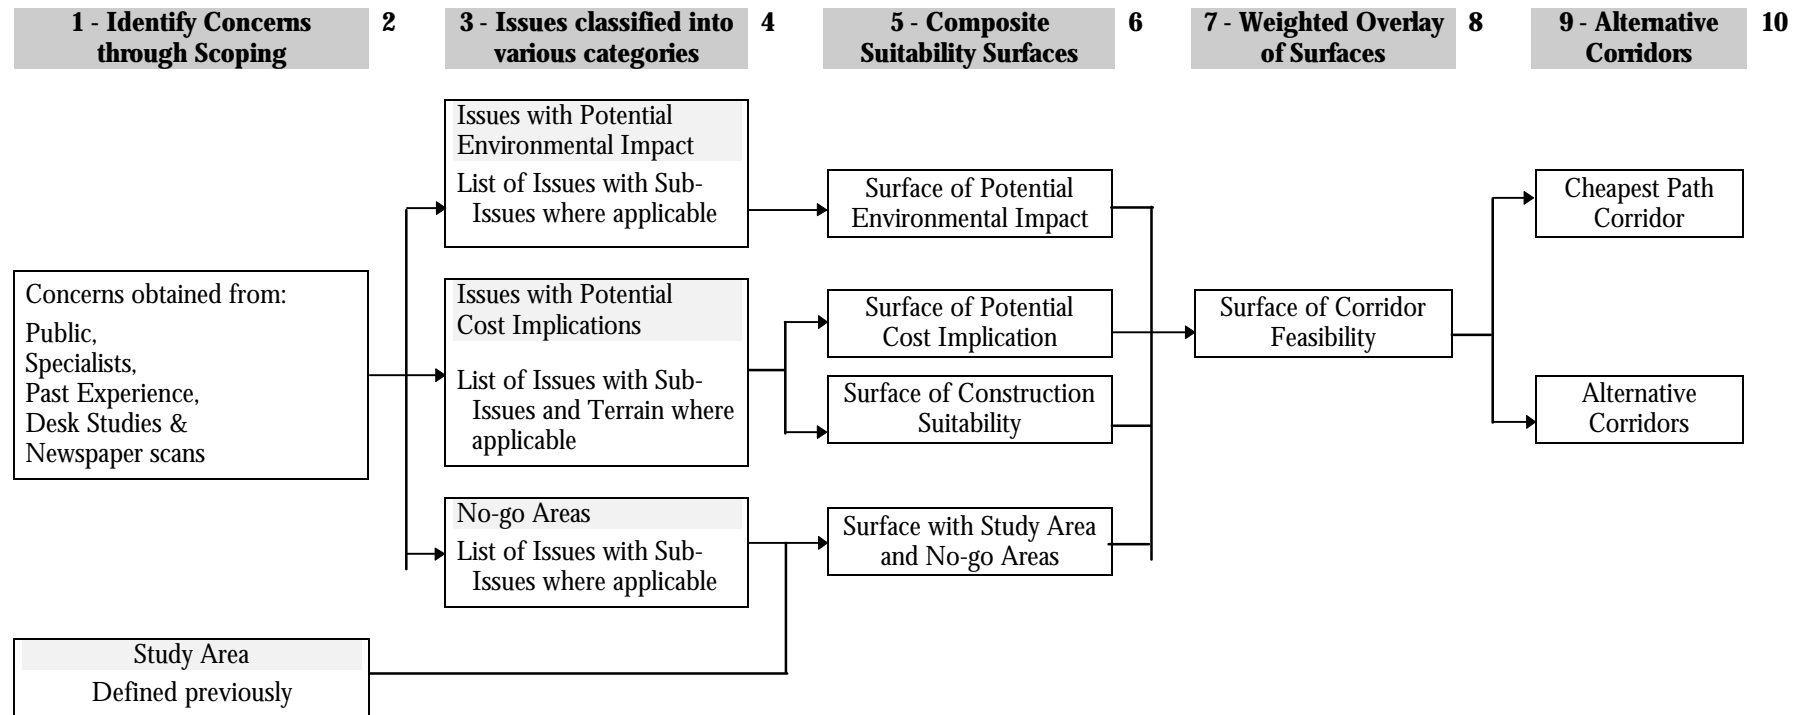 1 - Identify Concerns
through Scoping
2
3 - Issues classified into
various categories
4
5 - Composite
Suitability Surfaces
6
7 - Weighted Overlay
of Surfaces
8
9 - Alternative
Corridors
10
Concerns obtained from:
Public,
Specialists,
Past Experience,
Desk Studies &
Newspaper scans
Study Area
Defined previously
Issues with Potential
Environmental Impact
List of Issues with Sub-
Issues where applicable
Issues with Potential
Cost Implications
List of Issues with Sub-
Issues and Terrain where
applicable
No-go Areas
List of Issues with Sub-
Issues where applicable
Surface of Potential
Environmental Impact
Surface of Potential
Cost Implication
Surface of Construction
Suitability
Surface with Study Area
and No-go Areas
Surface of Corridor
Feasibility
Cheapest Path
Corridor
Alternative
Corridors